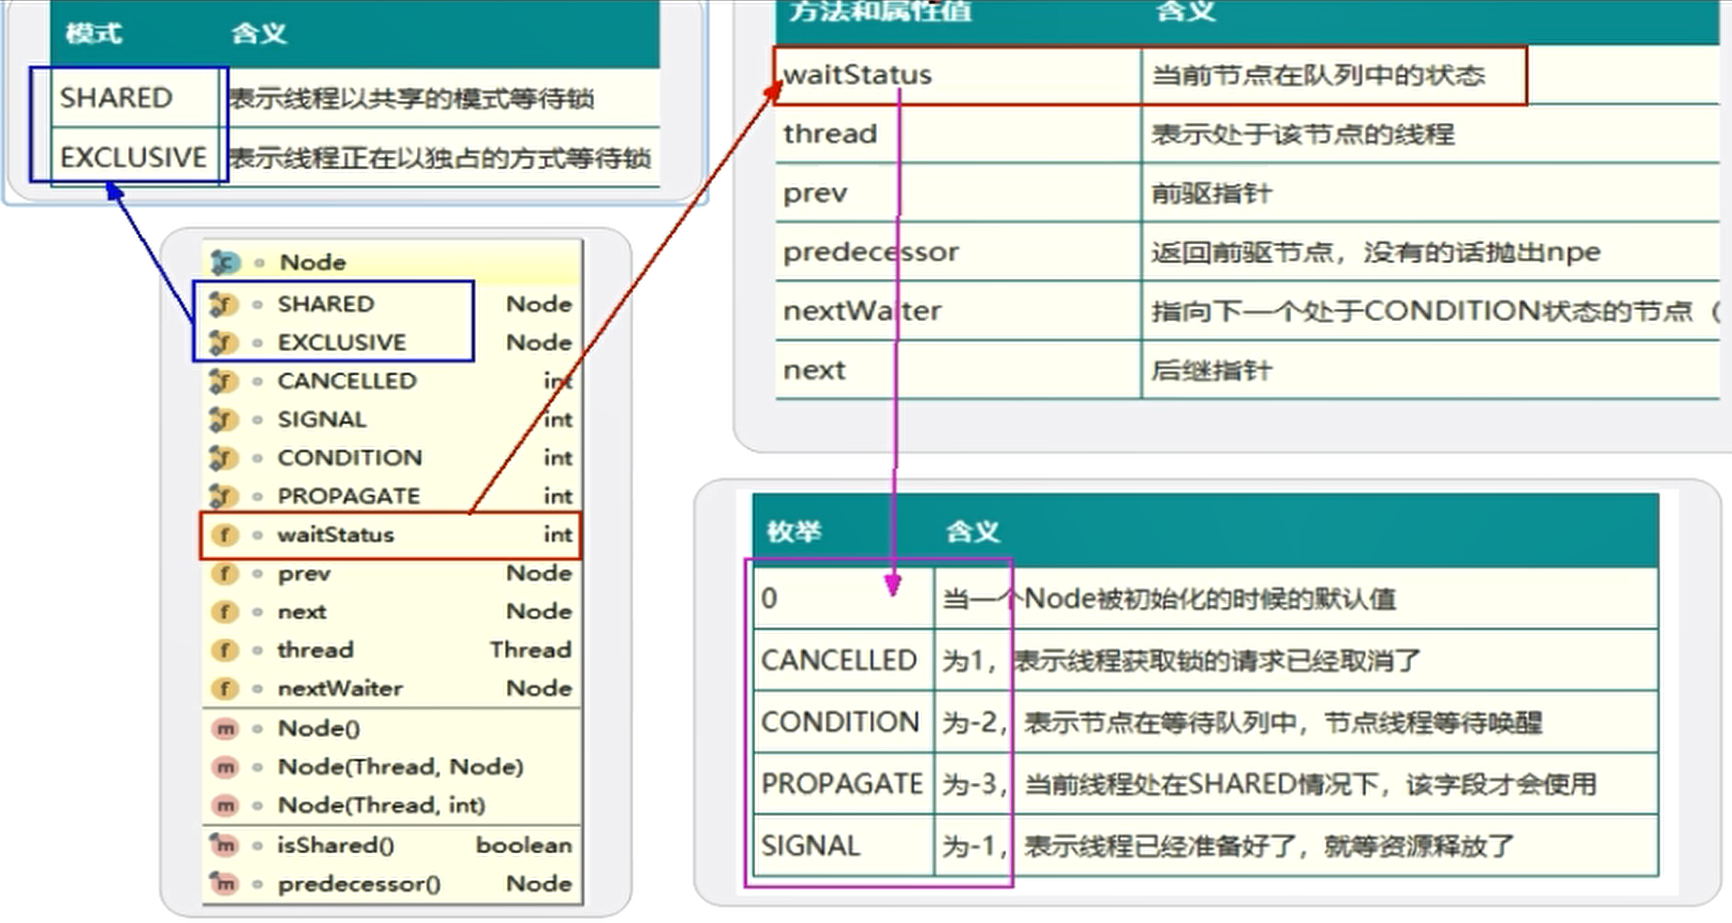 模式 含义
SHARED 表示线程以共享的模式等待锁
EXCLUSIVE 表示线程正在以独占的方式等待锁
方法和属性值 含义
waitStatus 当前节点在队列中的状态
thread 表示处于该节点的线程
prev 前驱指针
predecessor 返回前驱节点，没有的话抛出npe
nextWaiter 指向下一个处于CONDITION状态的节点（
next 后继指针
Node
SHARED Node
EXCLUSIVE Node
CANCELLED int
SIGNAL int
CONDITION int
PROPAGATE int
waitStatus int
prev Node
next Node
thread Thread
nextWaiter Node
Node()
Node(Thread, Node)
Node(Thread, int)
isShared() boolean
predecessor() Node
枚举 含义
0 当一个Node被初始化的时候的默认值
CANCELLED 为1，表示线程获取锁的请求已经取消了
CONDITION 为-2，表示节点在等待队列中，节点线程等待唤醒
PROPAGATE 为-3，当前线程处在SHARED情况下，该字段才会使用
SIGNAL 为-1，表示线程已经准备好了，就等资源释放了